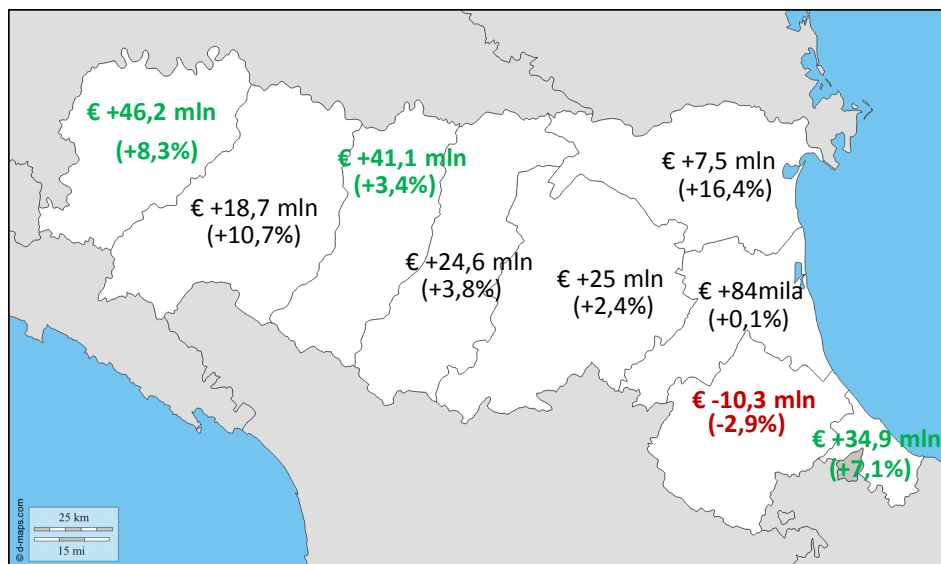 € +46,2 mln
(+8,3%)
€ +41,1 mln
(+3,4%)
€ +7,5 mln
(+16,4%)
€ +18,7 mln
(+10,7%)
€ +24,6 mln
(+3,8%)
€ +25 mln
(+2,4%)
€ +84mila
(+0,1%)
€ -10,3 mln
(-2,9%)
€ +34,9 mln
(+7,1%)
25 km
15 mi
© d-maps.com